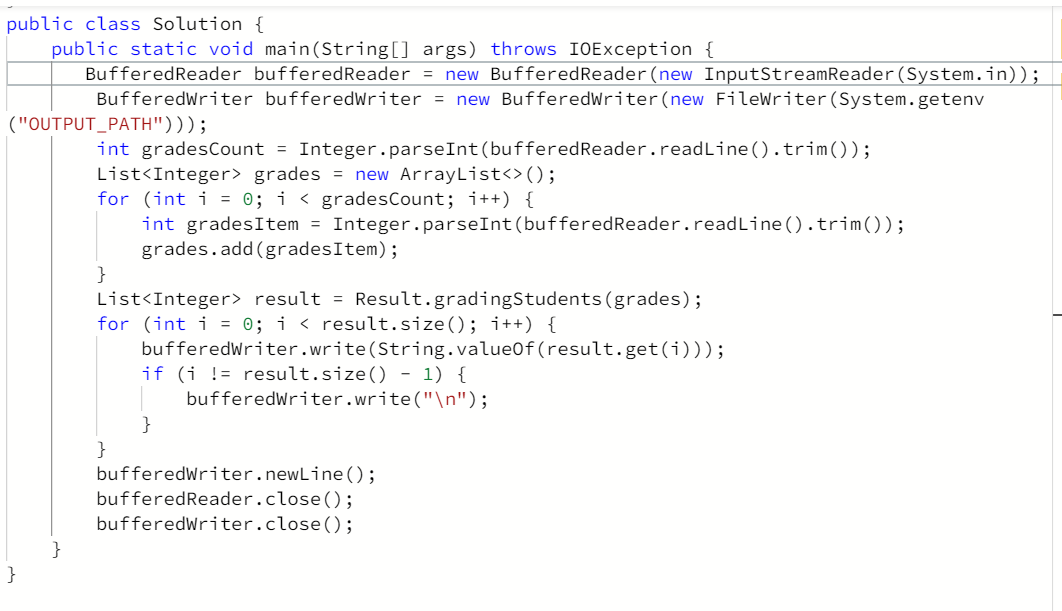 public class Solution {
    public static void main(String[] args) throws IOException {
       BufferedReader bufferedReader = new BufferedReader(new InputStreamReader(System.in));
        BufferedWriter bufferedWriter = new BufferedWriter(new FileWriter(System.getenv
("OUTPUT_PATH")));
        int gradesCount = Integer.parseInt(bufferedReader.readLine().trim());
        List<Integer> grades = new ArrayList<>();
        for (int i = 0; i < gradesCount; i++) {
            int gradesItem = Integer.parseInt(bufferedReader.readLine().trim());
            grades.add(gradesItem);
        }
        List<Integer> result = Result.gradingStudents(grades);
        for (int i = 0; i < result.size(); i++) {
            bufferedWriter.write(String.valueOf(result.get(i)));
            if (i != result.size() - 1) {
                bufferedWriter.write("\n");
            }
        }
        bufferedWriter.newLine();
        bufferedReader.close();
        bufferedWriter.close();
    }
}